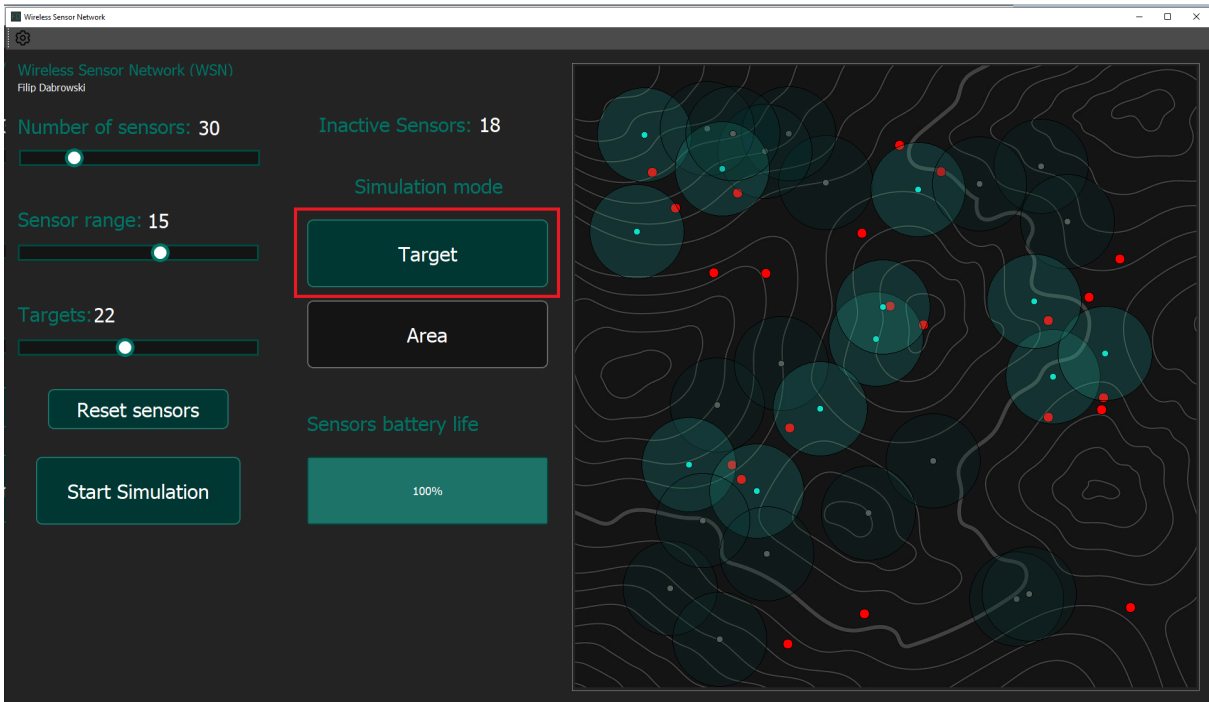 Wireless Sensor Network
Wireless Sensor Network (WSN)
Filip Dabrowski
Number of sensors: 30
Inactive Sensors: 18
Simulation mode
Sensor range: 15
Target
Targets:22
Area
Reset sensors
Sensors battery life
Start Simulation
100%